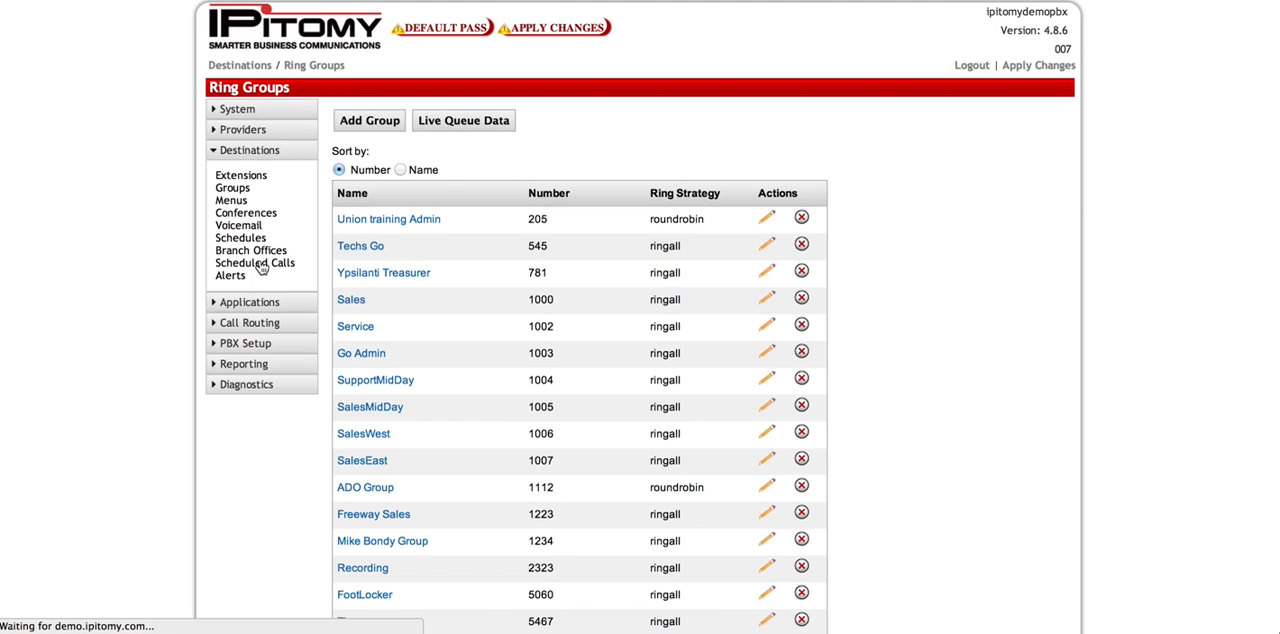 IPITOMY
SMARTER BUSINESS COMMUNICATIONS
DEFAULT PASS
APPLY CHANGES
ipitomydemopbx
Version: 4.8.6
007
Destinations / Ring Groups
Logout | Apply Changes
Ring Groups
System
Providers
Destinations
Extensions
Groups
Menus
Conferences
Voicemail
Schedules
Branch Offices
Scheduled Calls
Alerts
Applications
Call Routing
PBX Setup
Reporting
Diagnostics
Add Group
Live Queue Data
Sort by:
Number Name
Name Number Ring Strategy Actions
Union training Admin 205 roundrobin
Techs Go 545 ringall
Ypsilanti Treasurer 781 ringall
Sales 1000 ringall
Service 1002 ringall
Go Admin 1003 ringall
SupportMidDay 1004 ringall
SalesMidDay 1005 ringall
SalesWest 1006 ringall
SalesEast 1007 ringall
ADO Group 1112 roundrobin
Freeway Sales 1223 ringall
Mike Bondy Group 1234 ringall
Recording 2323 ringall
FootLocker 5060 ringall
5467 ringall
Waiting for demo.ipitomy.com...